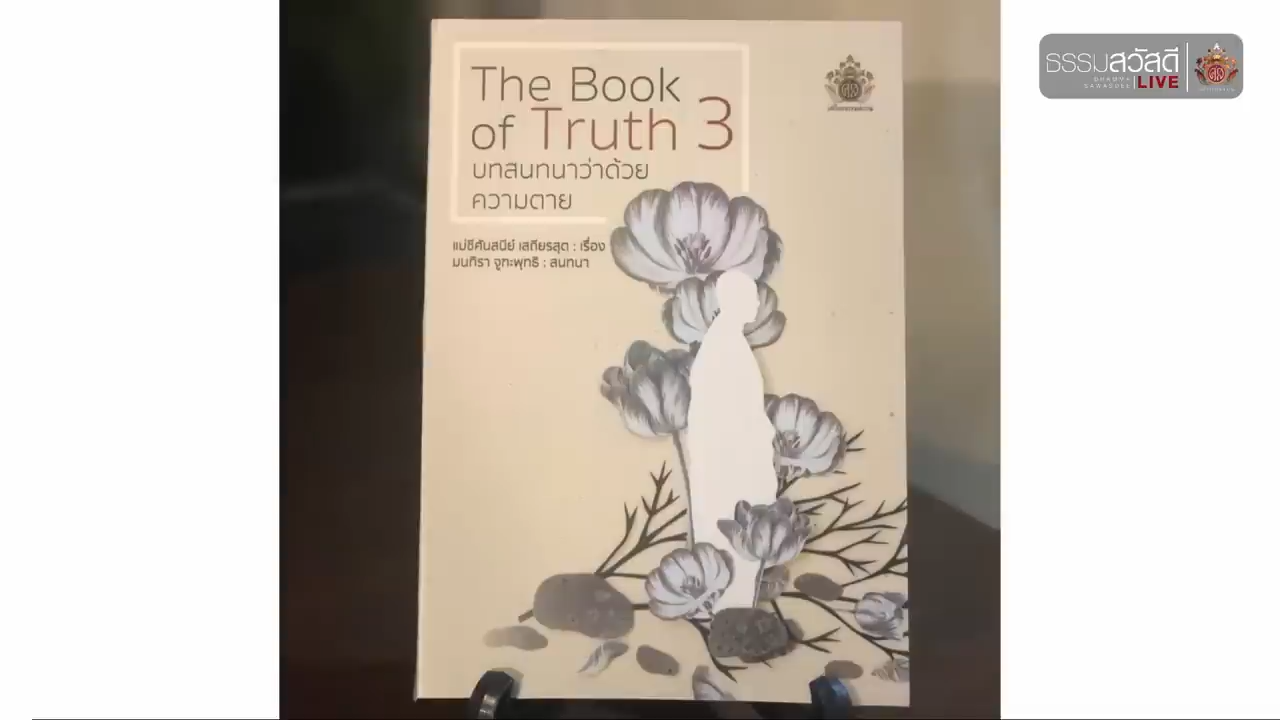 The Book
of Truth 3
บทสนทนาว่าด้วย
ความตาย
แม่ชีศันสนีย์ เสถียรสุต : เรื่อง
มนทิรา จูฑะพุทธิ : สนทนา
ธรรมสวัสดี
DHAMMA
SAWASDEE LIVE